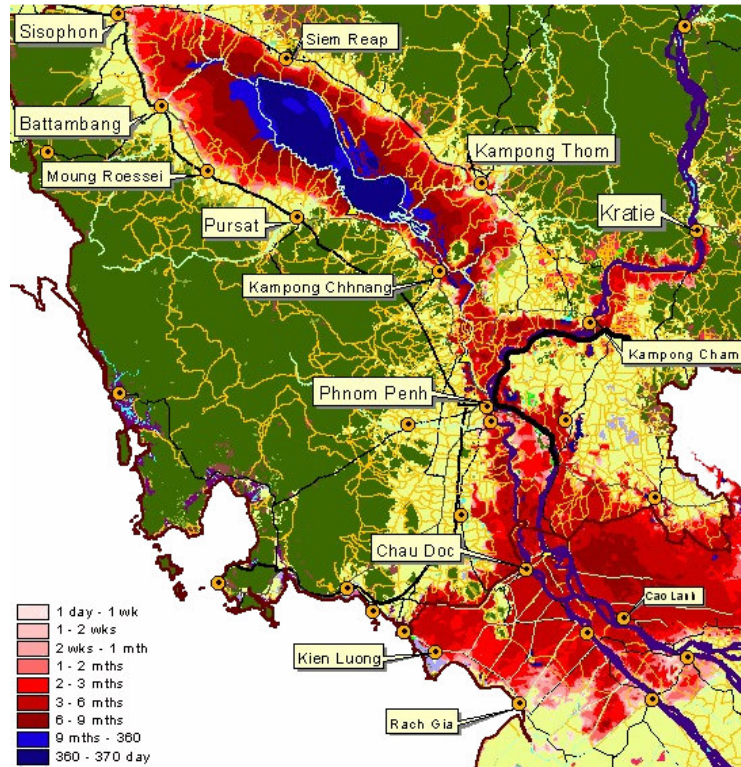 Sisophon
Siem Reap
Battambang
Kampong Thom
Moung Roessei
Kratie
Pursat
Kampong Chhnang
Kampong Cham
Phnom Penh
Chau Doc
Cao Lanh
Kien Luong
Rach Gia
1 day - 1 wk
1 - 2 wks
2 wks - 1 mth
1 - 2 mths
2 - 3 mths
3 - 6 mths
6 - 9 mths
9 mths - 360
360 - 370 day